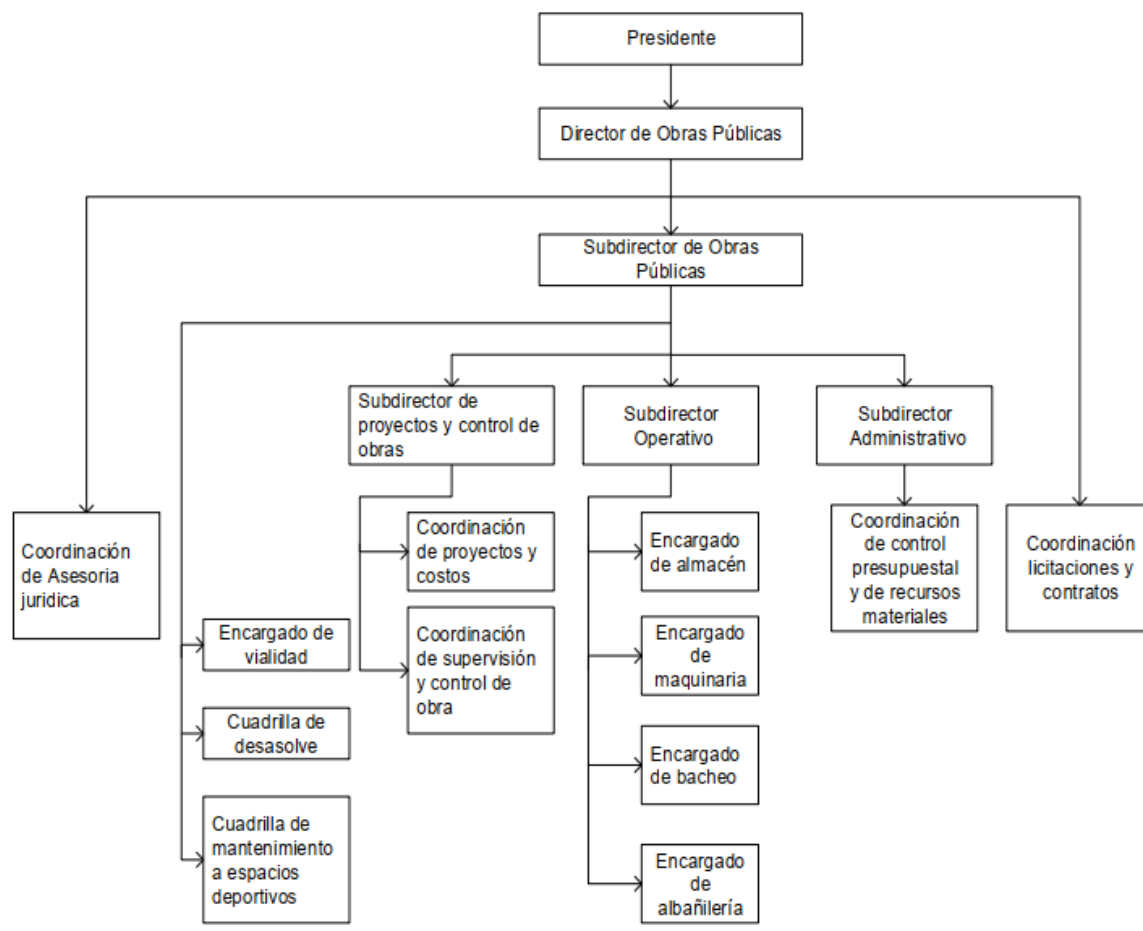 Presidente
Director de Obras Públicas
Subdirector de Obras
Públicas
Subdirector de
proyectos y control de
obras
Subdirector
Operativo
Subdirector
Administrativo
Coordinación
de Asesoria
juridica
Coordinación
de proyectos y
costos
Encargado
de almacén
Coordinación
de control
presupuestal
y de recursos
materiales
Coordinación
licitaciones y
contratos
Encargado de
vialidad
Coordinación
de supervisión
y control de
obra
Encargado
de
maquinaria
Cuadrilla de
desasolve
Encargado
de bacheo
Cuadrilla de
mantenimiento
a espacios
deportivos
Encargado
de
albañilería